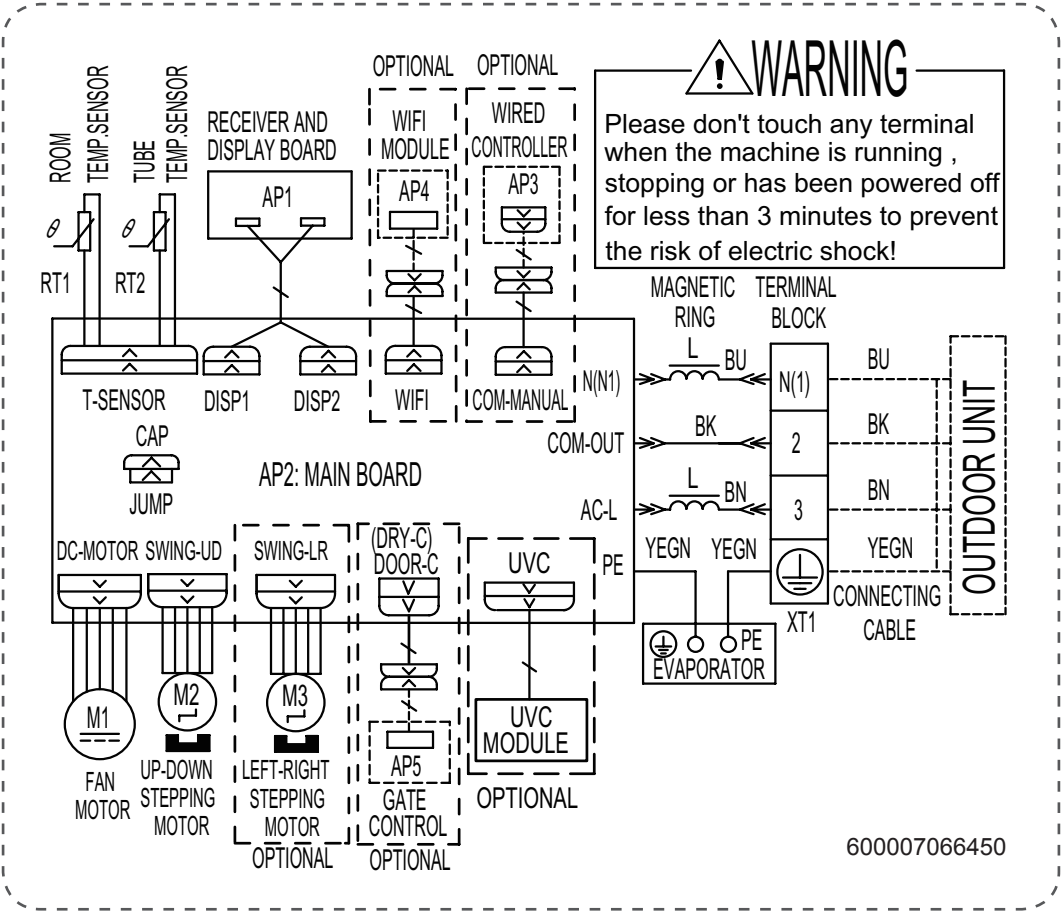 OPTIONAL
OPTIONAL
WARNING
Please don't touch any terminal
when the machine is running ,
stopping or has been powered off
for less than 3 minutes to prevent
the risk of electric shock!
ROOM
TEMP.SENSOR
TUBE
TEMP.SENSOR
RECEIVER AND
DISPLAY BOARD
WIFI
MODULE
WIRED
CONTROLLER
AP1
AP4
AP3
θ
θ
RT1
RT2
MAGNETIC
RING
TERMINAL
BLOCK
T-SENSOR
DISP1
DISP2
WIFI
COM-MANUAL
N(N1)
L
BU
N(1)
BU
CAP
JUMP
AP2: MAIN BOARD
COM-OUT
BK
2
BK
AC-L
L
BN
3
BN
OUTDOOR UNIT
DC-MOTOR
SWING-UD
SWING-LR
(DRY-C)
DOOR-C
UVC
PE
YEGN
YEGN
YEGN
XT1
CONNECTING
CABLE
PE
EVAPORATOR
M1
M2
M3
AP5
UVC
MODULE
FAN
MOTOR
UP-DOWN
STEPPING
MOTOR
LEFT-RIGHT
STEPPING
MOTOR
OPTIONAL
GATE
CONTROL
OPTIONAL
OPTIONAL
600007066450